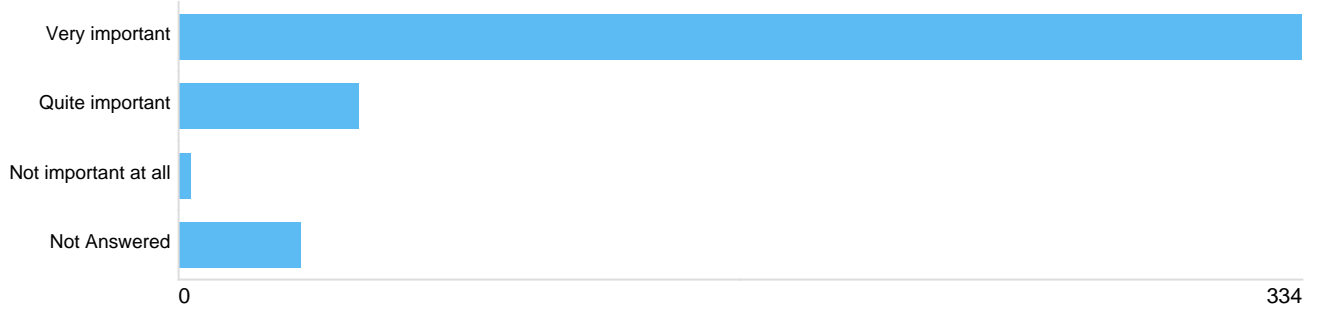 Very important
Quite important
Not important at all
Not Answered
0 334